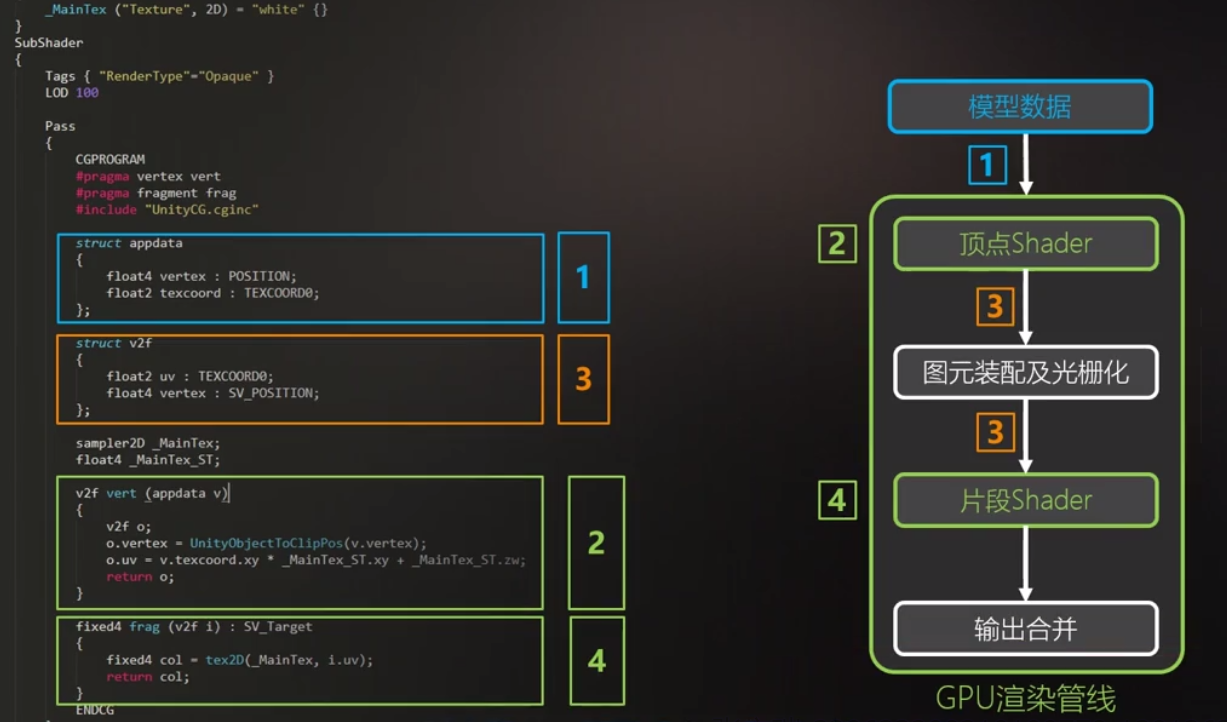 _MainTex ("Texture", 2D) = "white" {}
}
SubShader
{
Tags { "RenderType"="Opaque" }
LOD 100
Pass
{
CGPROGRAM
#pragma vertex vert
#pragma fragment frag
#include "UnityCG.cginc"
struct appdata
{
float4 vertex : POSITION;
float2 texcoord : TEXCOORD0;
};
1
struct v2f
{
float2 uv : TEXCOORD0;
float4 vertex : SV_POSITION;
};
3
sampler2D _MainTex;
float4 _MainTex_ST;
v2f vert (appdata v)
{
v2f o;
o.vertex = UnityObjectToClipPos(v.vertex);
o.uv = v.texcoord.xy * _MainTex_ST.xy + _MainTex_ST.zw;
return o;
}
2
fixed4 frag (v2f i) : SV_Target
{
fixed4 col = tex2D(_MainTex, i.uv);
return col;
}
4
ENDCG
模型数据
1
2
顶点Shader
3
图元装配及光栅化
3
4
片段Shader
输出合并
GPU渲染管线